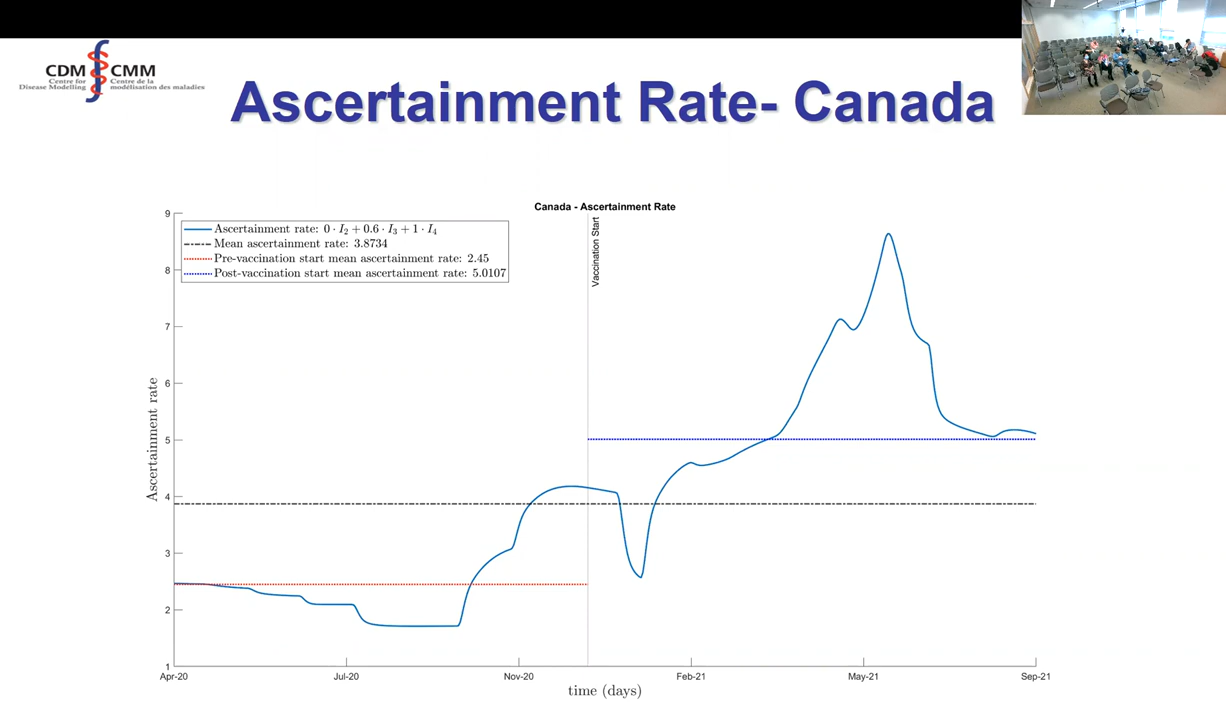 CDM CMM
Centre for Disease Modelling
Centre de la modélisation des maladies
Ascertainment Rate- Canada
Canada - Ascertainment Rate
Ascertainment rate: 0 · I₂ + 0.6 · I₃ + 1 · I₄
Mean ascertainment rate: 3.8734
Pre-vaccination start mean ascertainment rate: 2.45
Post-vaccination start mean ascertainment rate: 5.0107
Vaccination Start
Ascertainment rate
9
8
7
6
5
4
3
2
1
Apr-20 Jul-20 Nov-20 Feb-21 May-21 Sep-21
time (days)